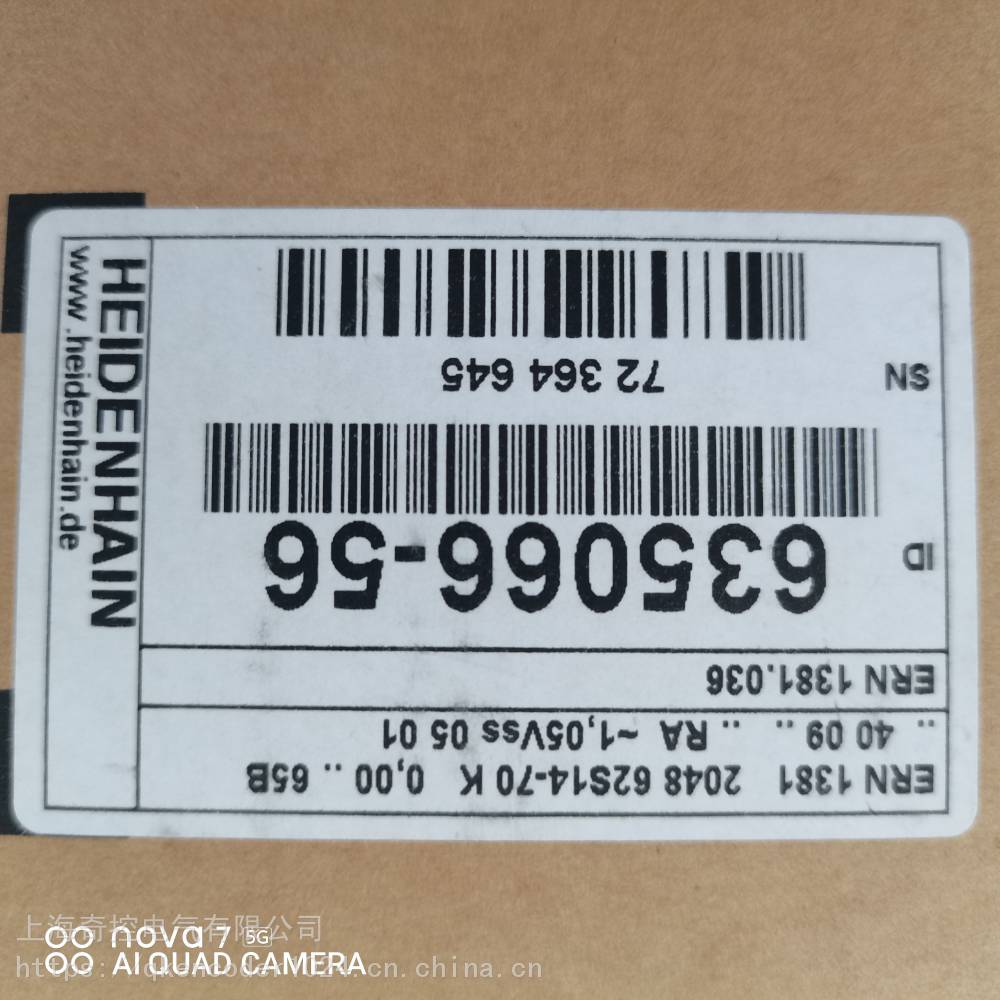 ERN 1381 2048 62S14-70 K 0,00 .. 65B
.. 40 09 .. .. RA ~1,05Vss 05 01
ERN 1381.036
ID 635066-56
SN 72 364 645
HEIDENHAIN
www.heidenhain.de
上海奇控电气有限公司
nova 7 5G
AI QUAD CAMERA
https: qkencoder1024.cn.china.cn